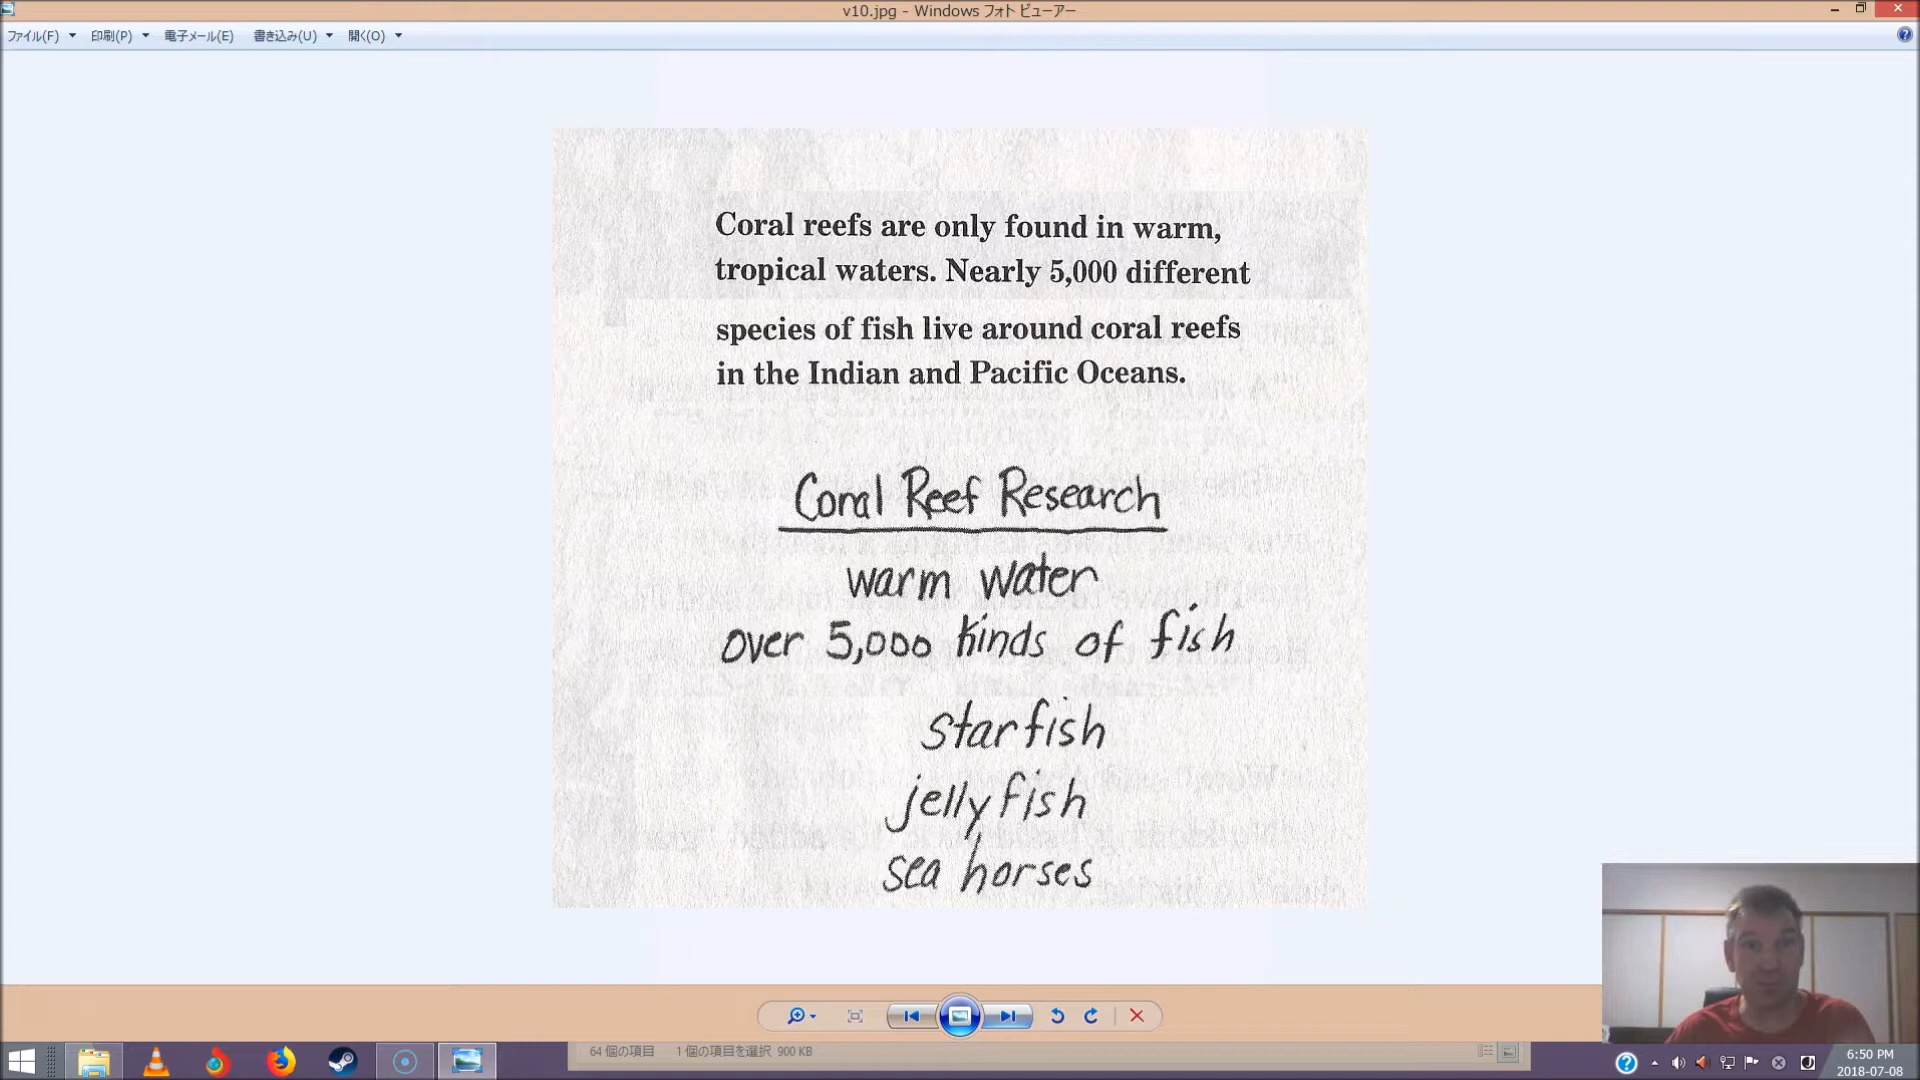 v10.jpg - Windows フォト ビューアー
ファイル(F) 印刷(P) 電子メール(E) 書き込み(U) 開く(O)
Coral reefs are only found in warm,
tropical waters. Nearly 5,000 different
species of fish live around coral reefs
in the Indian and Pacific Oceans.
Coral Reef Research
warm water
over 5,000 kinds of fish
starfish
jellyfish
sea horses
64 個の項目 1 個の項目を選択 900 KB
6:50 PM
2018-07-08